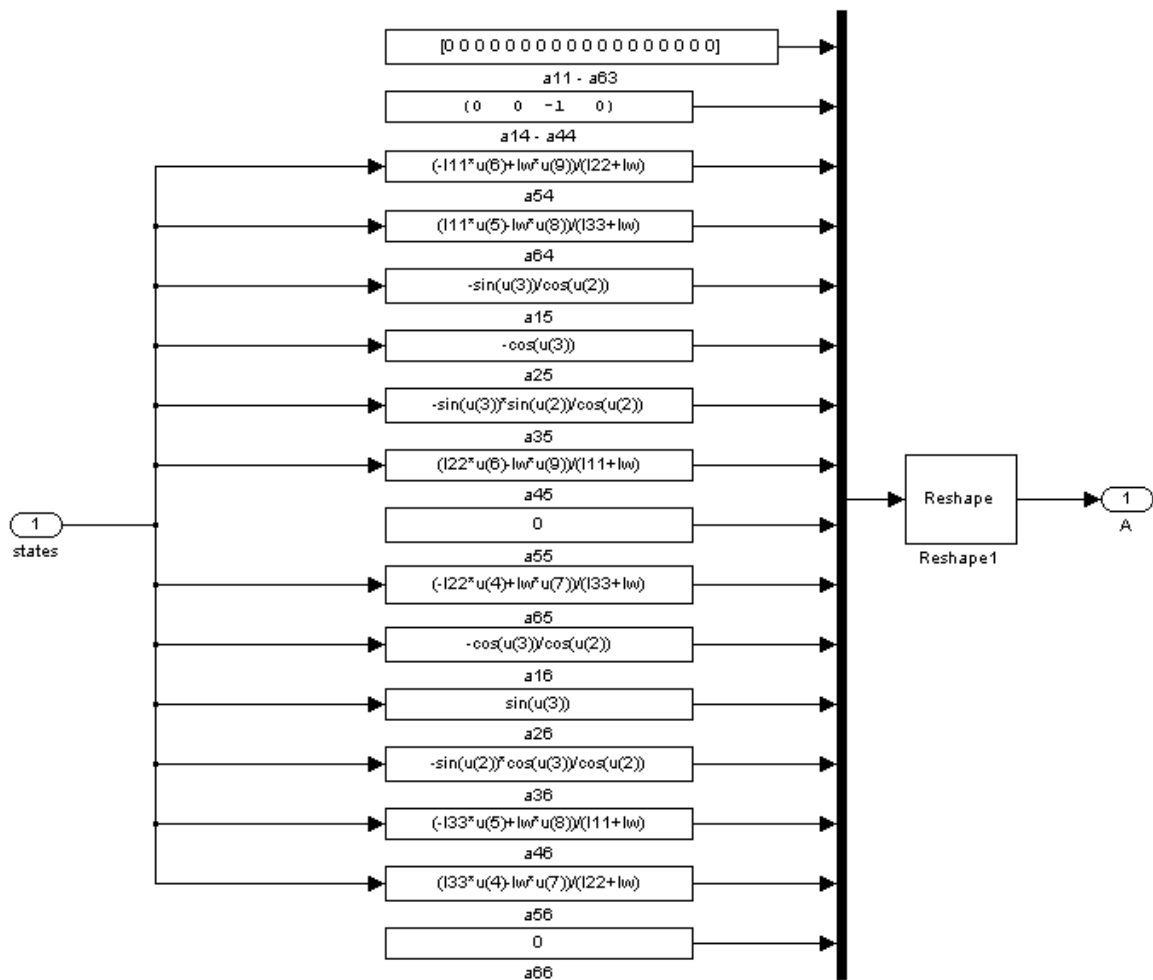 [0 0 0 0 0 0 0 0 0 0 0 0 0 0 0 0 0 0]
a11 - a63
(0 0 -1 0)
a14 - a44
(-I11*u(6)+Iw*u(9))/(I22+Iw)
a54
(I11*u(5)-Iw*u(8))/(I33+Iw)
a64
-sin(u(3))/cos(u(2))
a15
-cos(u(3))
a25
-sin(u(3))*sin(u(2))/cos(u(2))
a35
(I22*u(6)-Iw*u(9))/(I11+Iw)
a45
1
states
0
a55
(-I22*u(4)+Iw*u(7))/(I33+Iw)
a65
-cos(u(3))/cos(u(2))
a16
sin(u(3))
a26
-sin(u(2))*cos(u(3))/cos(u(2))
a36
(-I33*u(5)+Iw*u(8))/(I11+Iw)
a46
(I33*u(4)-Iw*u(7))/(I22+Iw)
a56
0
a66
Reshape
Reshape1
1
A